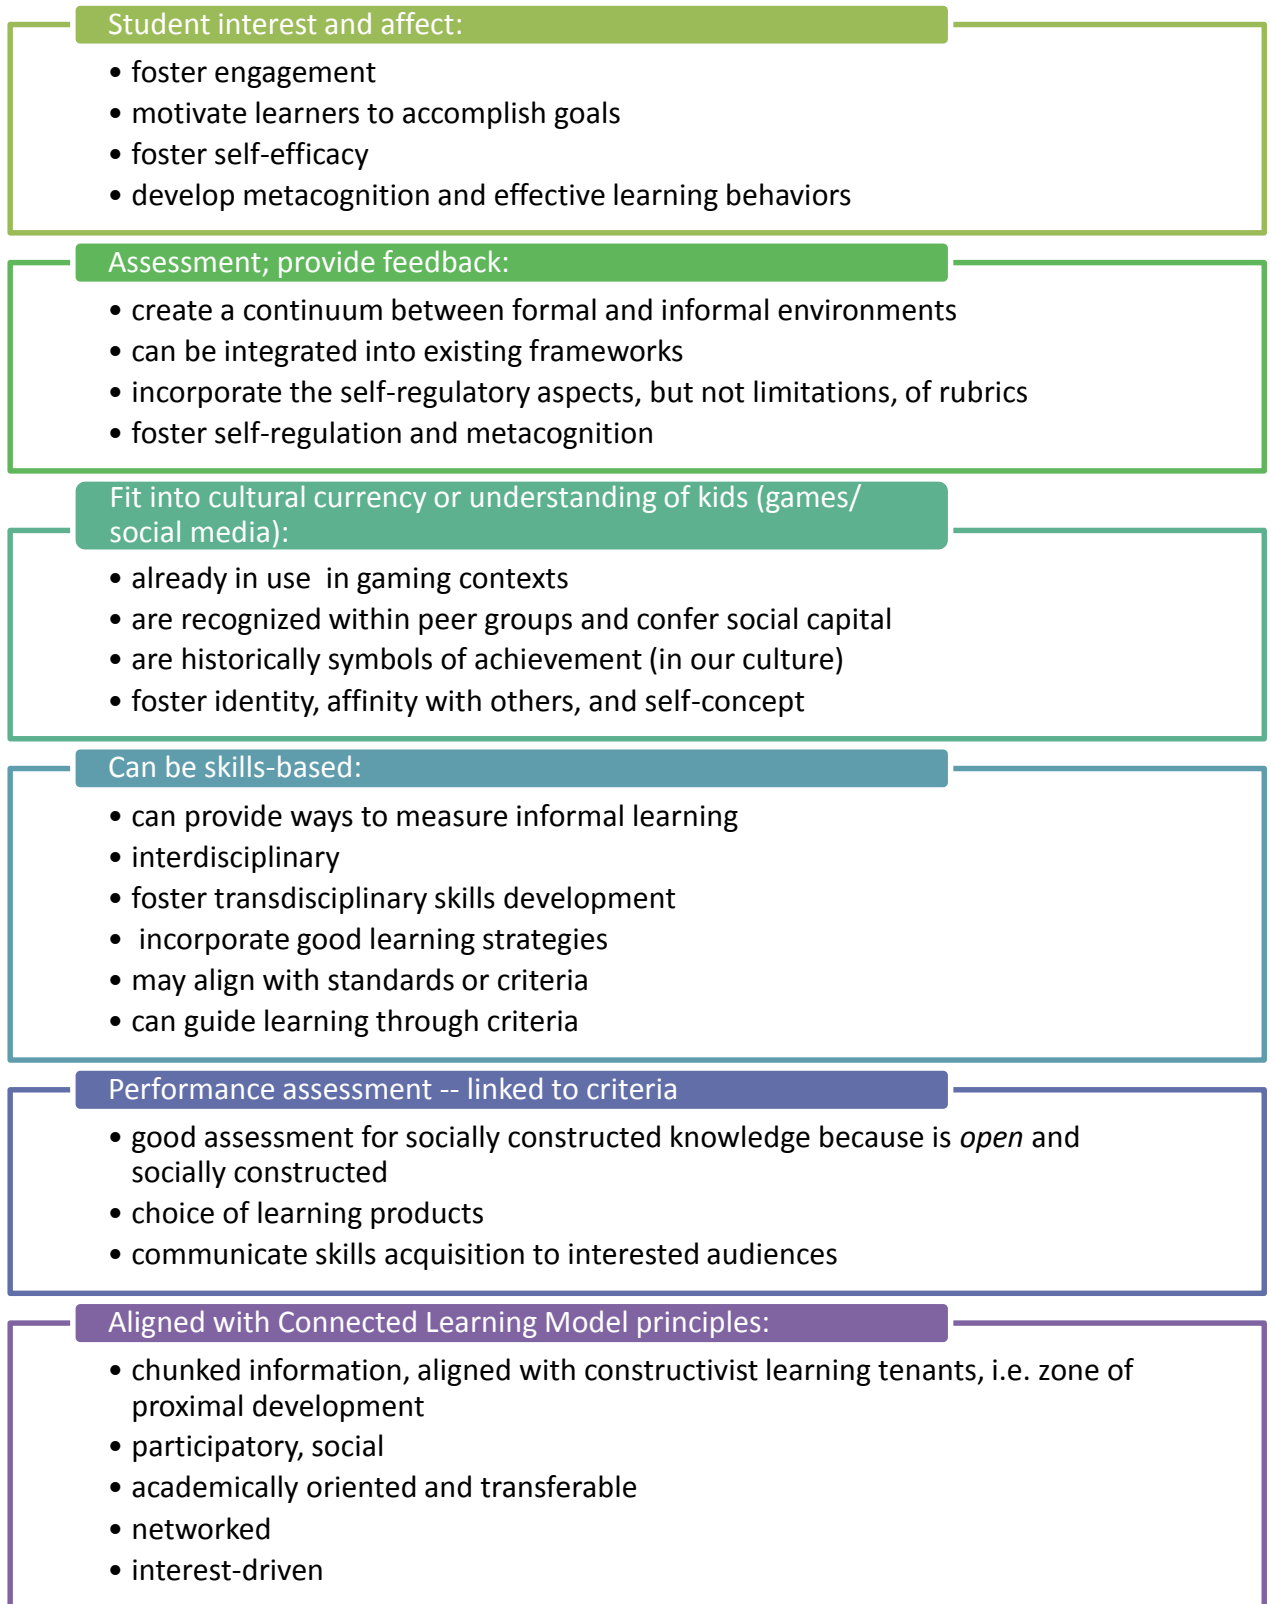 Student interest and affect:
• foster engagement
• motivate learners to accomplish goals
• foster self-efficacy
• develop metacognition and effective learning behaviors
Assessment; provide feedback:
• create a continuum between formal and informal environments
• can be integrated into existing frameworks
• incorporate the self-regulatory aspects, but not limitations, of rubrics
• foster self-regulation and metacognition
Fit into cultural currency or understanding of kids (games/
social media):
• already in use  in gaming contexts
• are recognized within peer groups and confer social capital
• are historically symbols of achievement (in our culture)
• foster identity, affinity with others, and self-concept
Can be skills-based:
• can provide ways to measure informal learning
• interdisciplinary
• foster transdisciplinary skills development
•  incorporate good learning strategies
• may align with standards or criteria
• can guide learning through criteria
Performance assessment -- linked to criteria
• good assessment for socially constructed knowledge because is open and
socially constructed
• choice of learning products
• communicate skills acquisition to interested audiences
Aligned with Connected Learning Model principles:
• chunked information, aligned with constructivist learning tenants, i.e. zone of
proximal development
• participatory, social
• academically oriented and transferable
• networked
• interest-driven